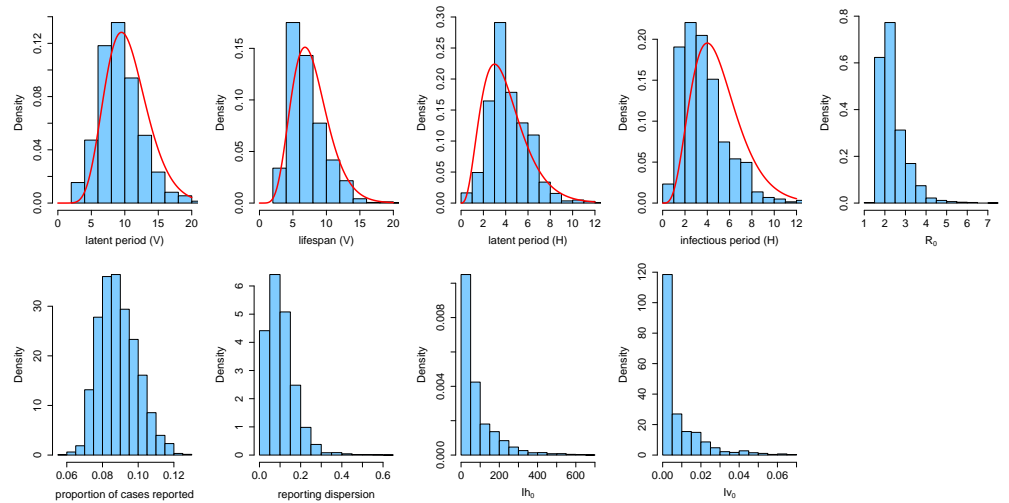 Density
0.00 0.04 0.08 0.12
0 5 10 15 20
latent period (V)
Density
0.00 0.05 0.10 0.15
0 5 10 15 20
lifespan (V)
Density
0.00 0.05 0.10 0.15 0.20 0.25 0.30
0 2 4 6 8 10 12
latent period (H)
Density
0.00 0.05 0.10 0.15 0.20
0 2 4 6 8 10 12
infectious period (H)
Density
0.0 0.2 0.4 0.6 0.8
1 2 3 4 5 6 7
R₀
Density
0 10 20 30
0.06 0.08 0.10 0.12
proportion of cases reported
Density
0 1 2 3 4 5 6
0.0 0.2 0.4 0.6
reporting dispersion
Density
0.000 0.004 0.008
0 200 400 600
Ih₀
Density
0 20 40 60 80 100 120
0.00 0.02 0.04 0.06
Iv₀